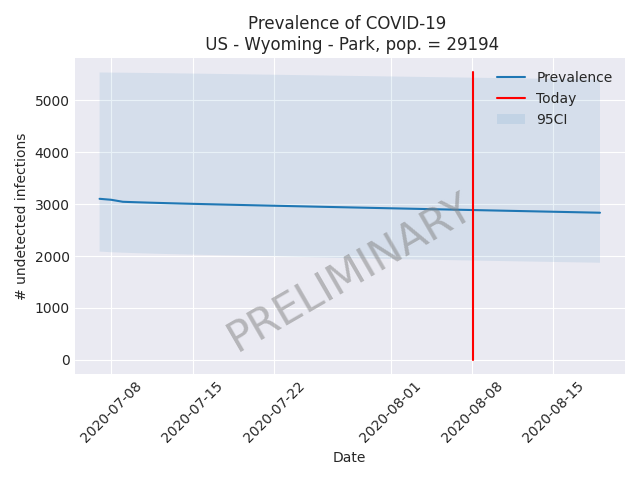 Prevalence of COVID-19
US - Wyoming - Park, pop. = 29194
Prevalence
Today
95CI
# undetected infections
5000
4000
3000
2000
1000
0
PRELIMINARY
2020-07-08
2020-07-15
2020-07-22
2020-08-01
2020-08-08
2020-08-15
Date